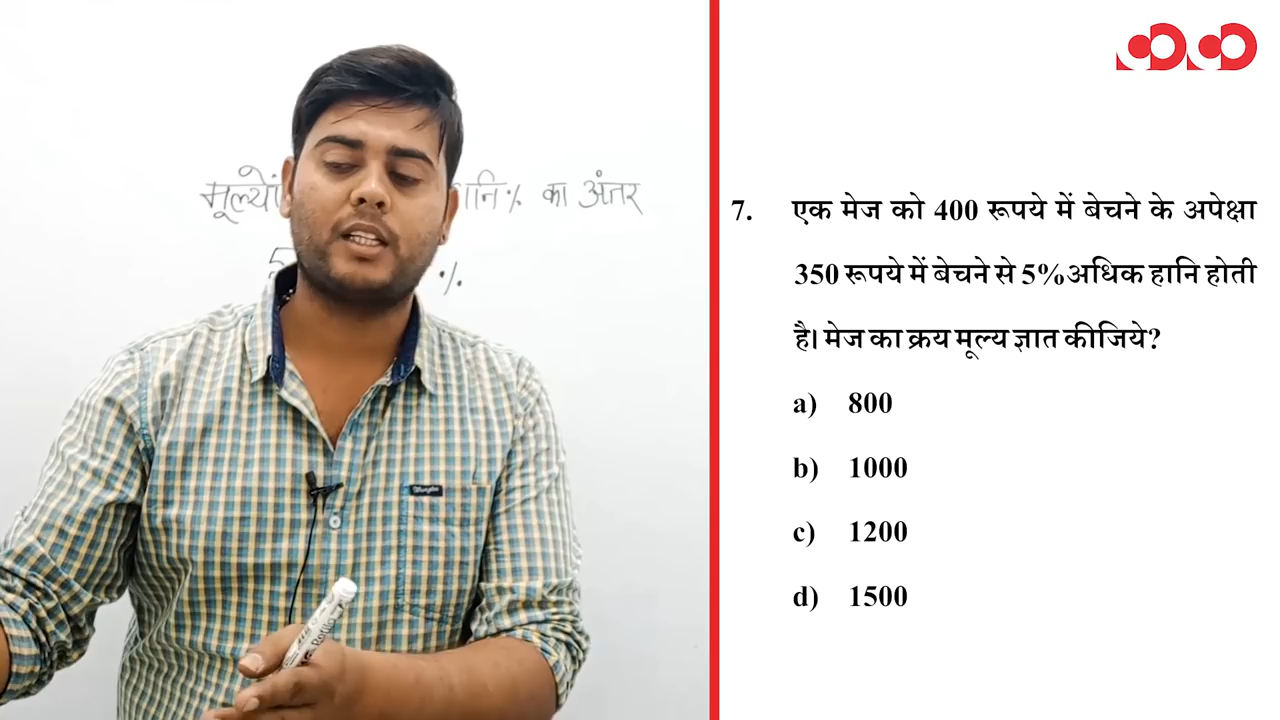 मूल्यों हानि% का अंतर
%.
7. एक मेज को 400 रूपये में बेचने के अपेक्षा
350 रूपये में बेचने से 5% अधिक हानि होती
है। मेज का क्रय मूल्य ज्ञात कीजिये?
a) 800
b) 1000
c) 1200
d) 1500